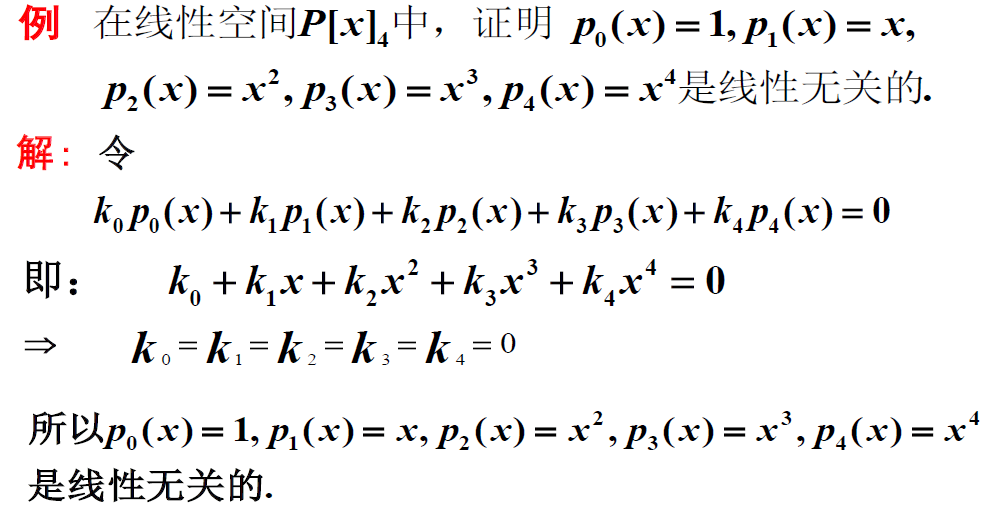 例 在线性空间P[x]₄中，证明 p₀(x) = 1, p₁(x) = x,
p₂(x) = x², p₃(x) = x³, p₄(x) = x⁴是线性无关的.
解: 令
k₀p₀(x) + k₁p₁(x) + k₂p₂(x) + k₃p₃(x) + k₄p₄(x) = 0
即： k₀ + k₁x + k₂x² + k₃x³ + k₄x⁴ = 0
⇒ k₀ = k₁ = k₂ = k₃ = k₄ = 0
所以p₀(x) = 1, p₁(x) = x, p₂(x) = x², p₃(x) = x³, p₄(x) = x⁴
是线性无关的.